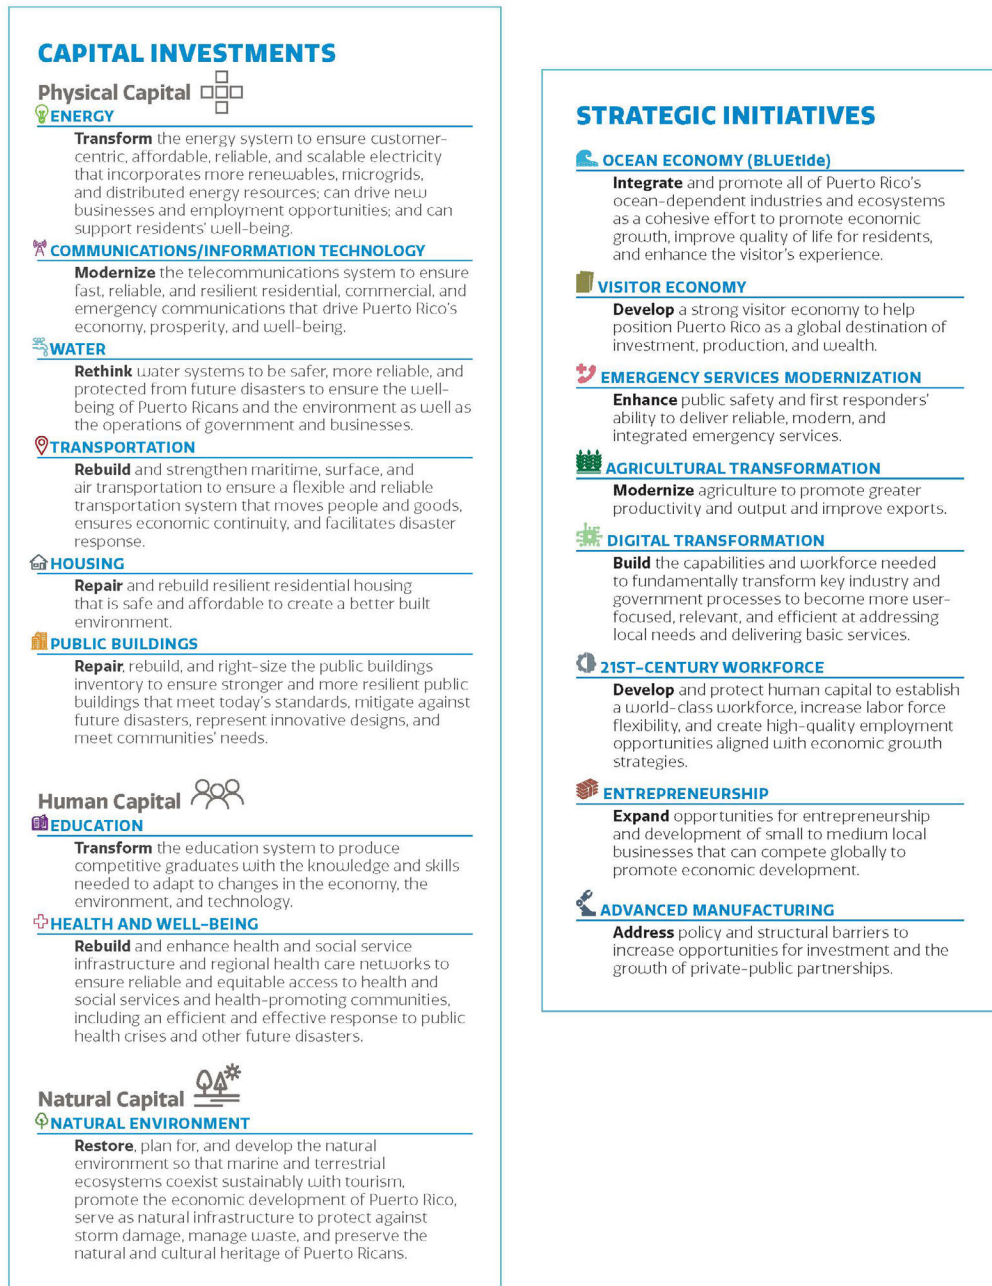 CAPITAL INVESTMENTS
Physical Capital
ENERGY
Transform the energy system to ensure customer-
centric, affordable, reliable, and scalable electricity
that incorporates more renewables, microgrids,
and distributed energy resources; can drive new
businesses and employment opportunities; and can
support residents' well-being.
COMMUNICATIONS/INFORMATION TECHNOLOGY
Modernize the telecommunications system to ensure
fast, reliable, and resilient residential, commercial, and
emergency communications that drive Puerto Rico's
economy, prosperity, and well-being.
WATER
Rethink water systems to be safer, more reliable, and
protected from future disasters to ensure the well-
being of Puerto Ricans and the environment as well as
the operations of government and businesses.
TRANSPORTATION
Rebuild and strengthen maritime, surface, and
air transportation to ensure a flexible and reliable
transportation system that moves people and goods,
ensures economic continuity, and facilitates disaster
response.
HOUSING
Repair and rebuild resilient residential housing
that is safe and affordable to create a better built
environment.
PUBLIC BUILDINGS
Repair, rebuild, and right-size the public buildings
inventory to ensure stronger and more resilient public
buildings that meet today's standards, mitigate against
future disasters, represent innovative designs, and
meet communities' needs.
Human Capital
EDUCATION
Transform the education system to produce
competitive graduates with the knowledge and skills
needed to adapt to changes in the economy, the
environment, and technology.
HEALTH AND WELL-BEING
Rebuild and enhance health and social service
infrastructure and regional health care networks to
ensure reliable and equitable access to health and
social services and health-promoting communities,
including an efficient and effective response to public
health crises and other future disasters.
Natural Capital
NATURAL ENVIRONMENT
Restore, plan for, and develop the natural
environment so that marine and terrestrial
ecosystems coexist sustainably with tourism,
promote the economic development of Puerto Rico,
serve as natural infrastructure to protect against
storm damage, manage waste, and preserve the
natural and cultural heritage of Puerto Ricans.
STRATEGIC INITIATIVES
OCEAN ECONOMY (BLUEtide)
Integrate and promote all of Puerto Rico's
ocean-dependent industries and ecosystems
as a cohesive effort to promote economic
growth, improve quality of life for residents,
and enhance the visitor's experience.
VISITOR ECONOMY
Develop a strong visitor economy to help
position Puerto Rico as a global destination of
investment, production, and wealth.
EMERGENCY SERVICES MODERNIZATION
Enhance public safety and first responders'
ability to deliver reliable, modern, and
integrated emergency services.
AGRICULTURAL TRANSFORMATION
Modernize agriculture to promote greater
productivity and output and improve exports.
DIGITAL TRANSFORMATION
Build the capabilities and workforce needed
to fundamentally transform key industry and
government processes to become more user-
focused, relevant, and efficient at addressing
local needs and delivering basic services.
21ST-CENTURY WORKFORCE
Develop and protect human capital to establish
a world-class workforce, increase labor force
flexibility, and create high-quality employment
opportunities aligned with economic growth
strategies.
ENTREPRENEURSHIP
Expand opportunities for entrepreneurship
and development of small to medium local
businesses that can compete globally to
promote economic development.
ADVANCED MANUFACTURING
Address policy and structural barriers to
increase opportunities for investment and the
growth of private-public partnerships.